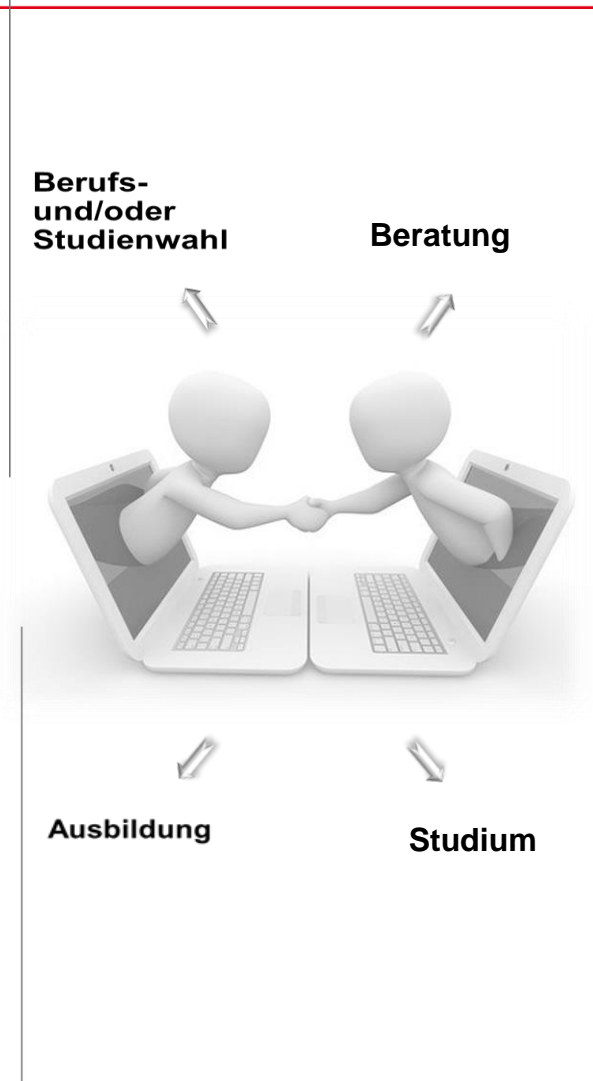 Berufs-
und/oder
Studienwahl
Beratung
Ausbildung
Studium